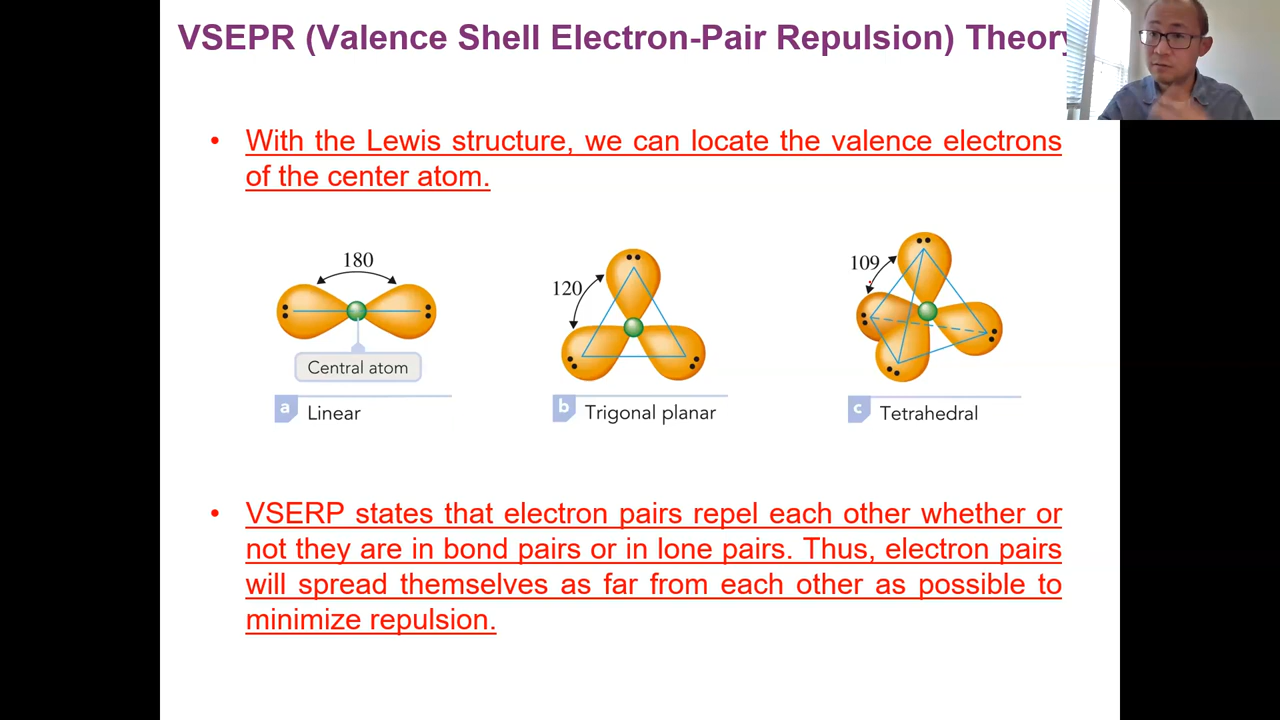 VSEPR (Valence Shell Electron-Pair Repulsion) Theory
• With the Lewis structure, we can locate the valence electrons
of the center atom.
180
Central atom
a Linear
120
b Trigonal planar
109
c Tetrahedral
• VSERP states that electron pairs repel each other whether or
not they are in bond pairs or in lone pairs. Thus, electron pairs
will spread themselves as far from each other as possible to
minimize repulsion.